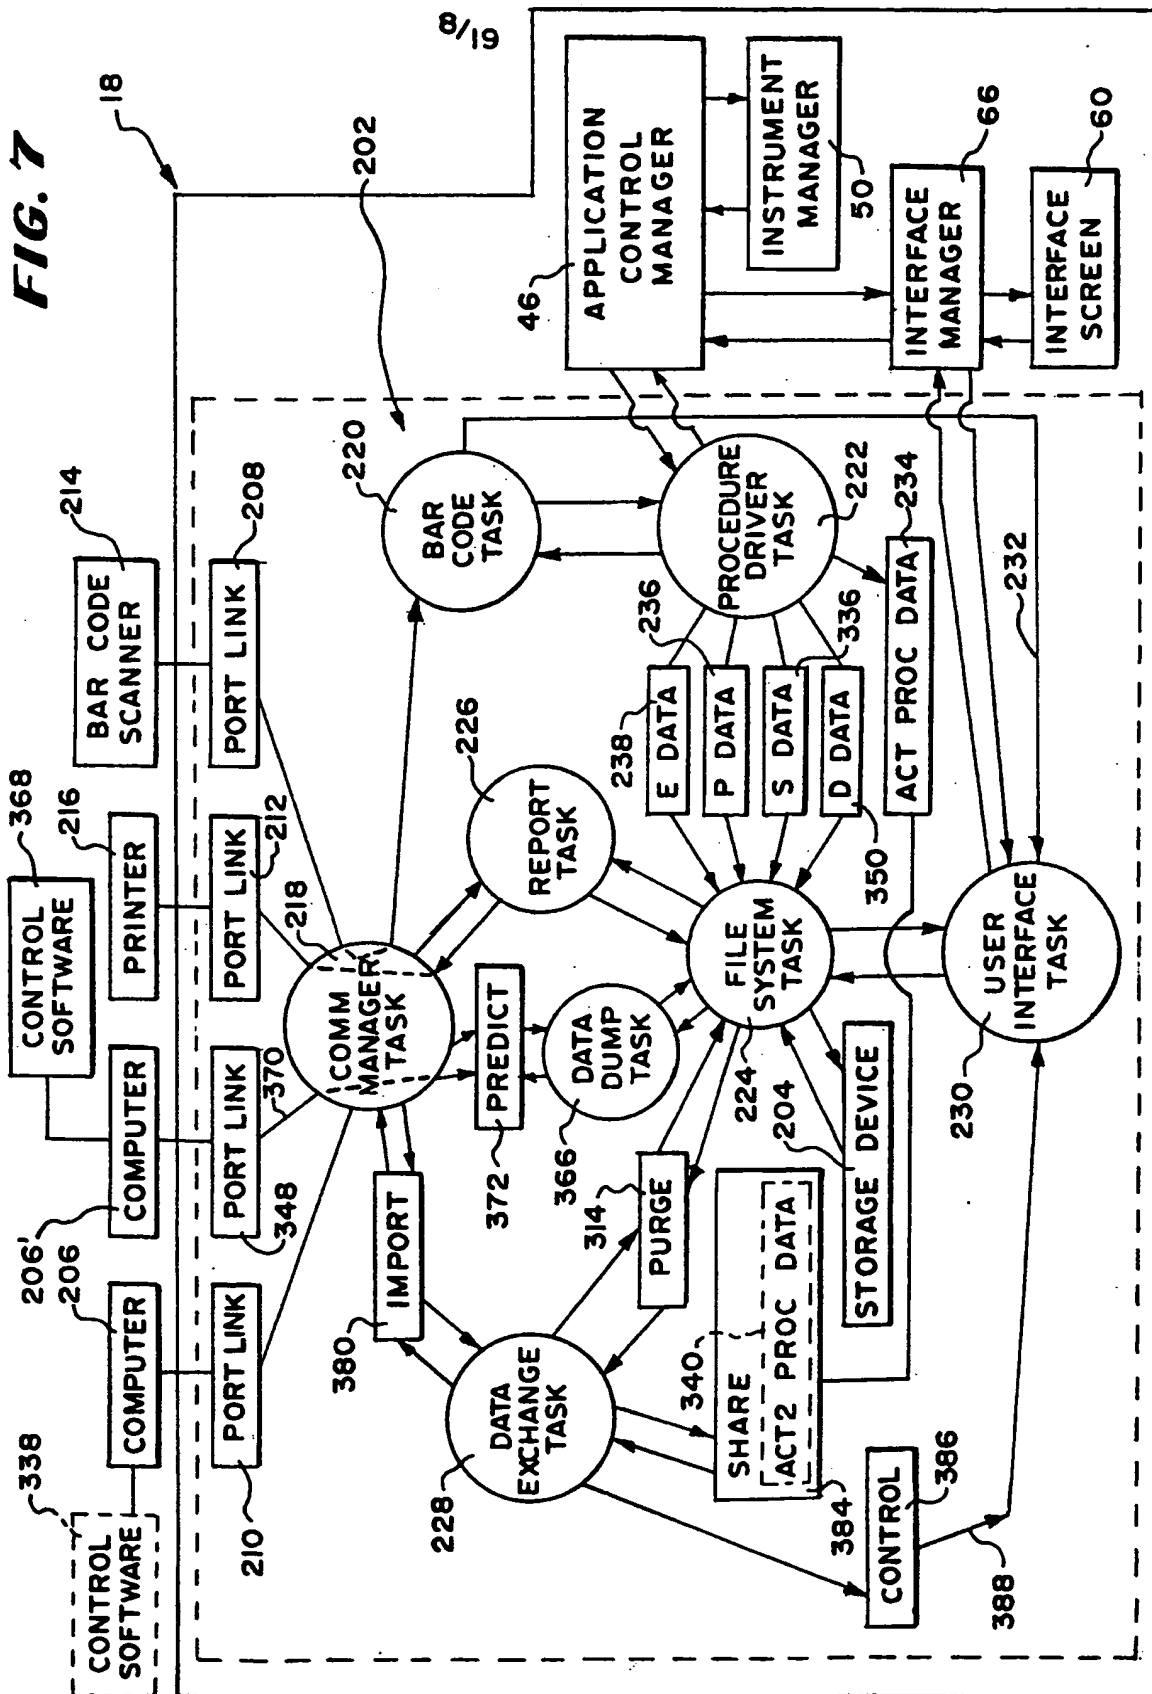 FIG. 7
8/19
18
202
CONTROL
SOFTWARE
338
CONTROL
SOFTWARE
368
206
206'
216
214
COMPUTER
COMPUTER
PRINTER
BAR CODE
SCANNER
PORT LINK
210
PORT LINK
348
PORT LINK
212
PORT LINK
208
370
218
COMM
MANAGER
TASK
226
REPORT
TASK
220
BAR
CODE
TASK
380
IMPORT
372
PREDICT
366
DATA
DUMP
TASK
228
DATA
EXCHANGE
TASK
314
PURGE
224
FILE
SYSTEM
TASK
238
E DATA
236
P DATA
S DATA
336
D DATA
350
PROCEDURE
DRIVER
TASK
222
ACT PROC DATA
234
340
SHARE
ACT2 PROC DATA
384
204
STORAGE DEVICE
CONTROL
386
388
230
USER
INTERFACE
TASK
232
46
APPLICATION
CONTROL
MANAGER
INSTRUMENT
MANAGER
50
INTERFACE
MANAGER
66
INTERFACE
SCREEN
60